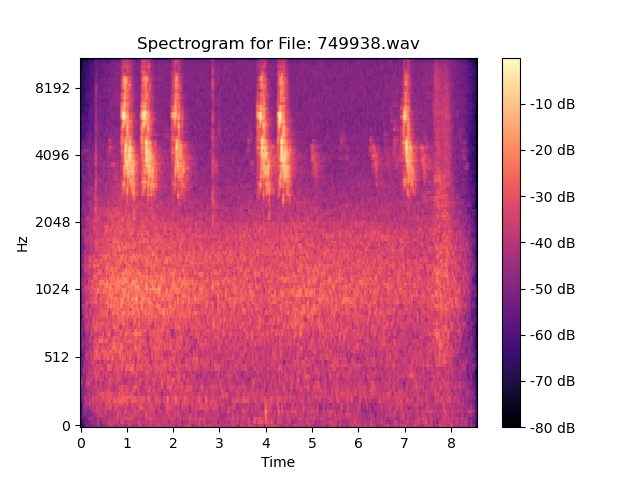 Spectrogram for File: 749938.wav
8192
4096
2048
1024
512
0
Hz
0 1 2 3 4 5 6 7 8
Time
-10 dB
-20 dB
-30 dB
-40 dB
-50 dB
-60 dB
-70 dB
-80 dB